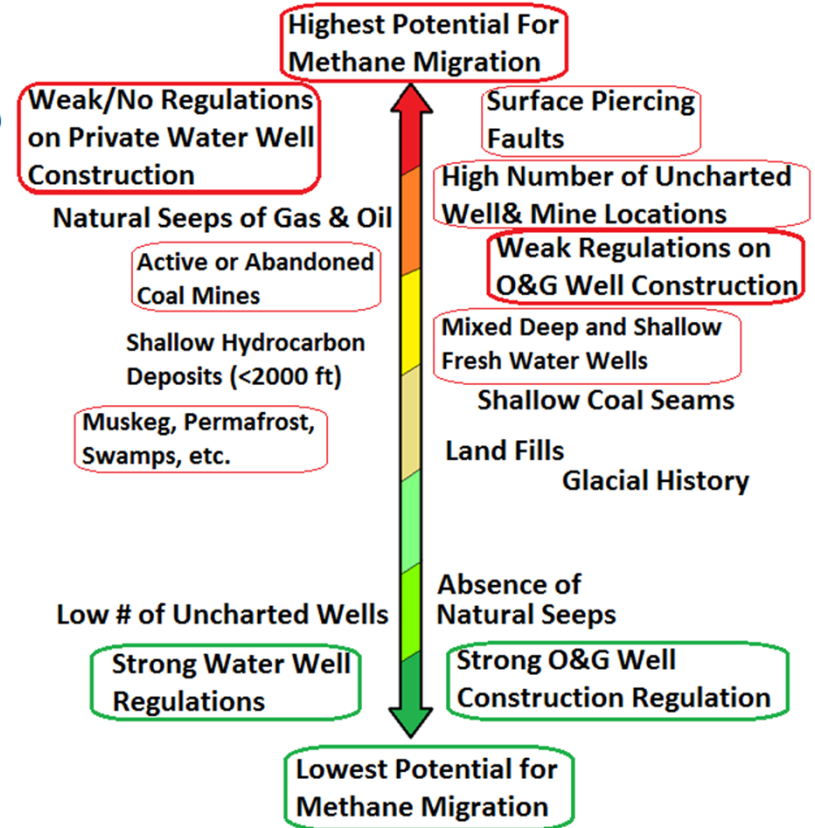 Highest Potential For
Methane Migration
Weak/No Regulations
on Private Water Well
Construction
Surface Piercing
Faults
High Number of Uncharted
Well& Mine Locations
Natural Seeps of Gas & Oil
Weak Regulations on
O&G Well Construction
Active or Abandoned
Coal Mines
Mixed Deep and Shallow
Fresh Water Wells
Shallow Hydrocarbon
Deposits (<2000 ft)
Shallow Coal Seams
Muskeg, Permafrost,
Swamps, etc.
Land Fills
Glacial History
Absence of
Natural Seeps
Low # of Uncharted Wells
Strong Water Well
Regulations
Strong O&G Well
Construction Regulation
Lowest Potential for
Methane Migration